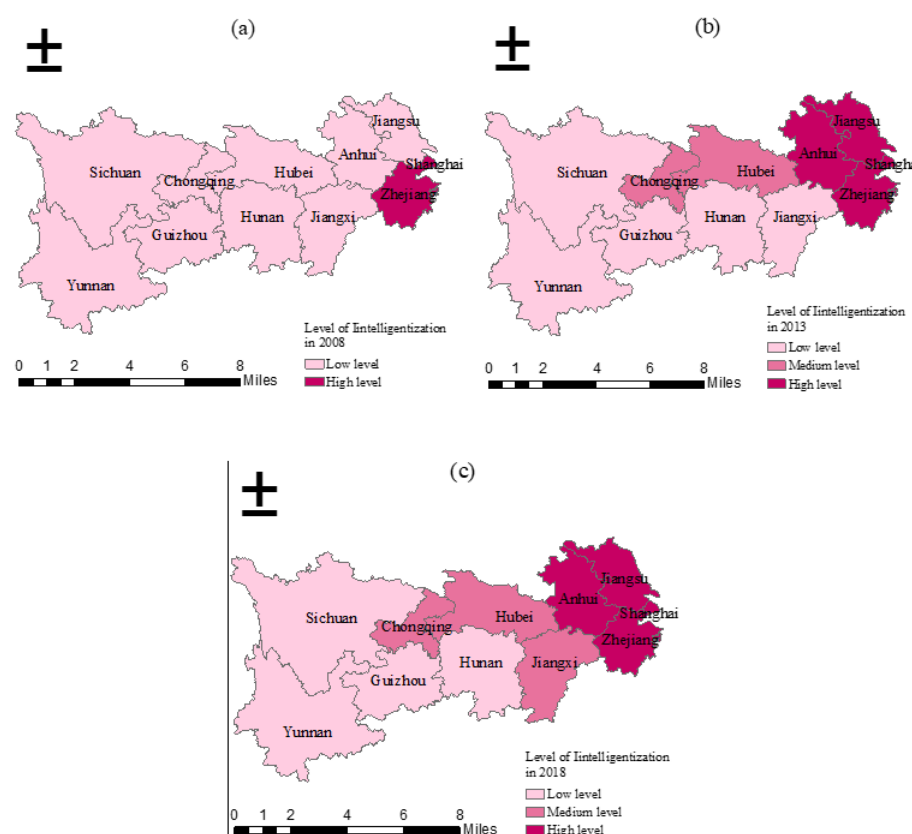 (a)
±
Jiangsu
Anhui
Shanghai
Sichuan
Hubei
Chongqing
Zhejiang
Hunan
Jiangxi
Guizhou
Yunnan
Level of Iintelligentization
in 2008
Low level
High level
0 1 2 4 6 8
Miles
(b)
±
Jiangsu
Anhui
Shanghai
Sichuan
Hubei
Chongqing
Zhejiang
Hunan
Jiangxi
Guizhou
Yunnan
Level of Iintelligentization
in 2013
Low level
Medium level
High level
0 1 2 4 6 8
Miles
(c)
±
Jiangsu
Anhui
Shanghai
Sichuan
Hubei
Chongqing
Zhejiang
Hunan
Jiangxi
Guizhou
Yunnan
Level of Iintelligentization
in 2018
Low level
Medium level
High level
0 1 2 4 6 8
Miles